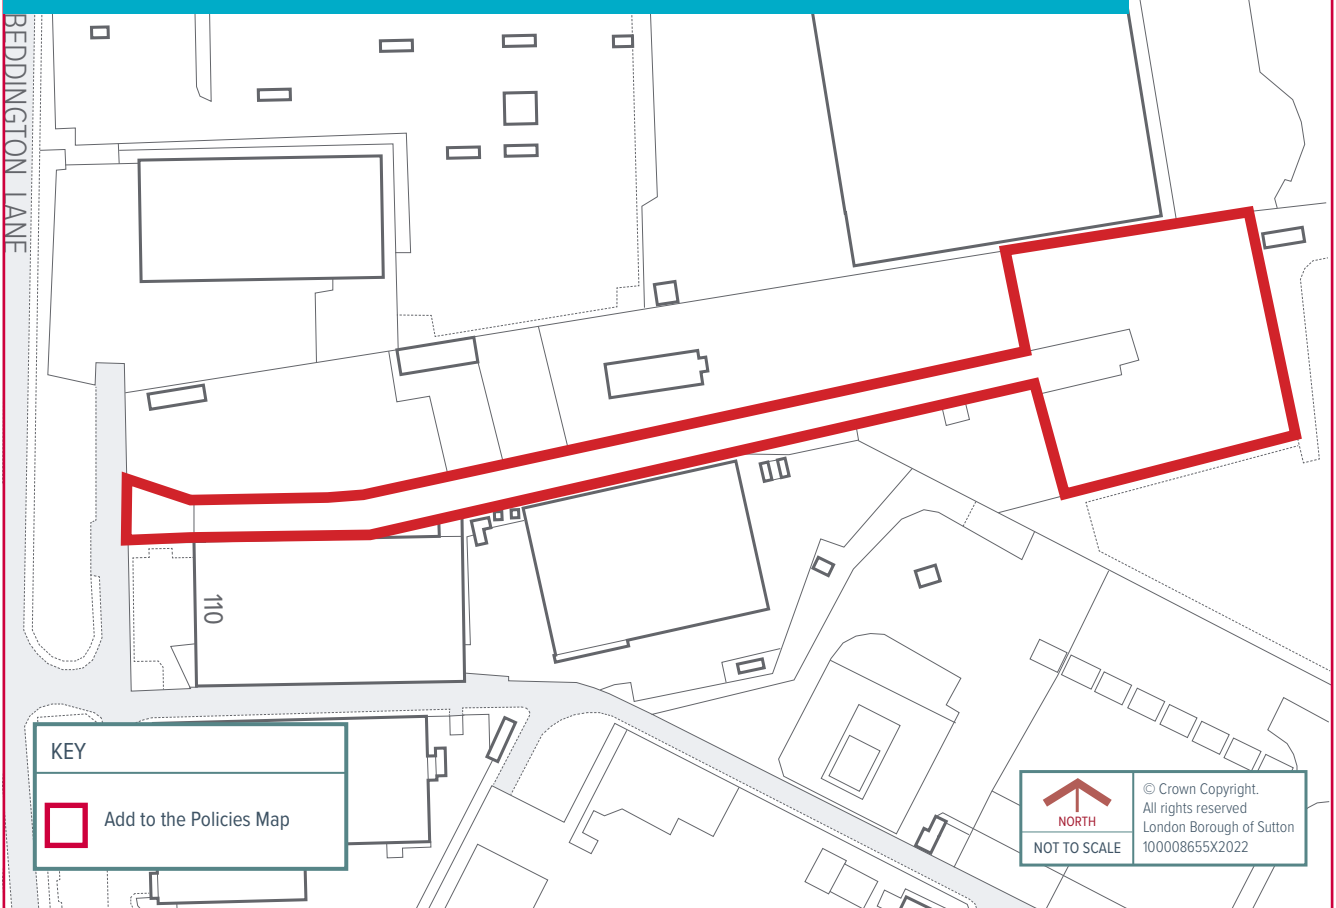 BEDDINGTON LANE
110
KEY
Add to the Policies Map
NORTH
NOT TO SCALE
© Crown Copyright.
All rights reserved
London Borough of Sutton
100008655X2022